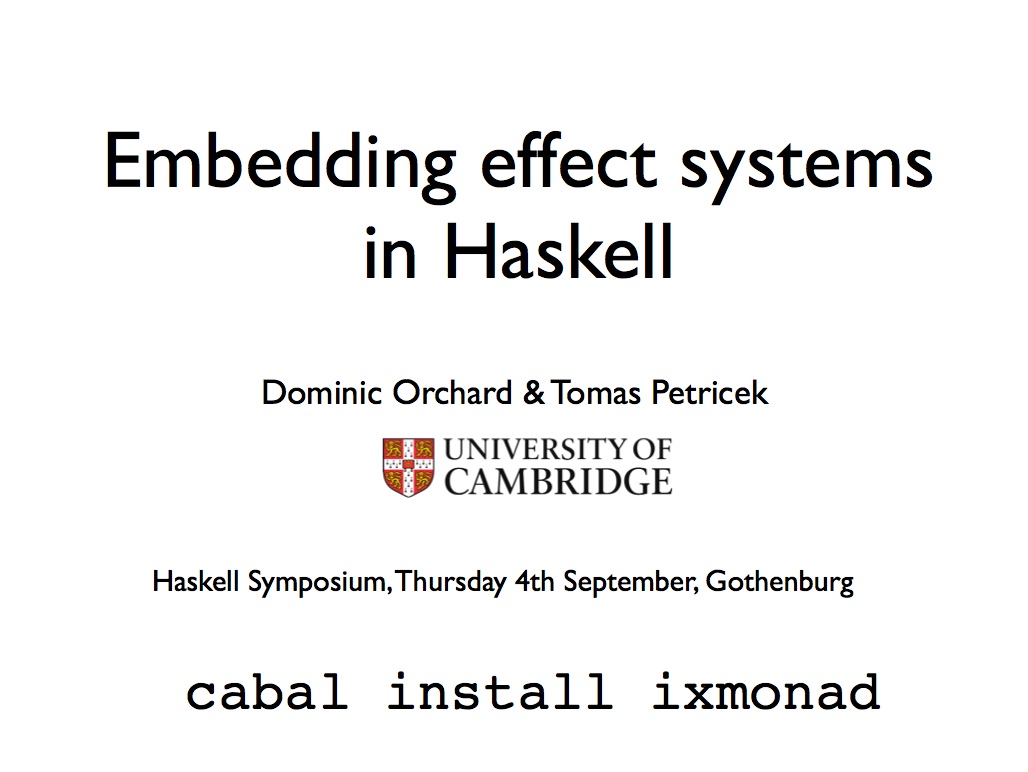 Embedding effect systems
in Haskell
Dominic Orchard & Tomas Petricek
UNIVERSITY OF
CAMBRIDGE
Haskell Symposium, Thursday 4th September, Gothenburg
cabal install ixmonad